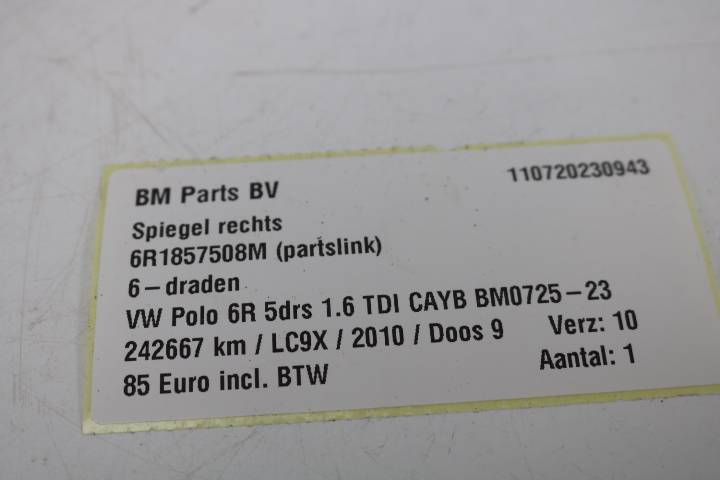 BM Parts BV 110720230943
Spiegel rechts
6R1857508M (partslink)
6-draden
VW Polo 6R 5drs 1.6 TDI CAYB BM0725-23
242667 km / LC9X / 2010 / Doos 9 Verz: 10
85 Euro incl. BTW Aantal: 1